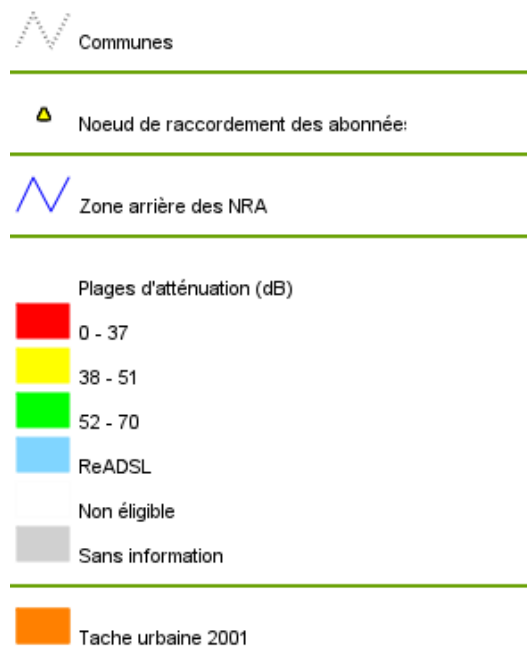 Communes
Noeud de raccordement des abonnée:
Zone arrière des NRA
Plages d'atténuation (dB)
0 - 37
38 - 51
52 - 70
ReADSL
Non éligible
Sans information
Tache urbaine 2001